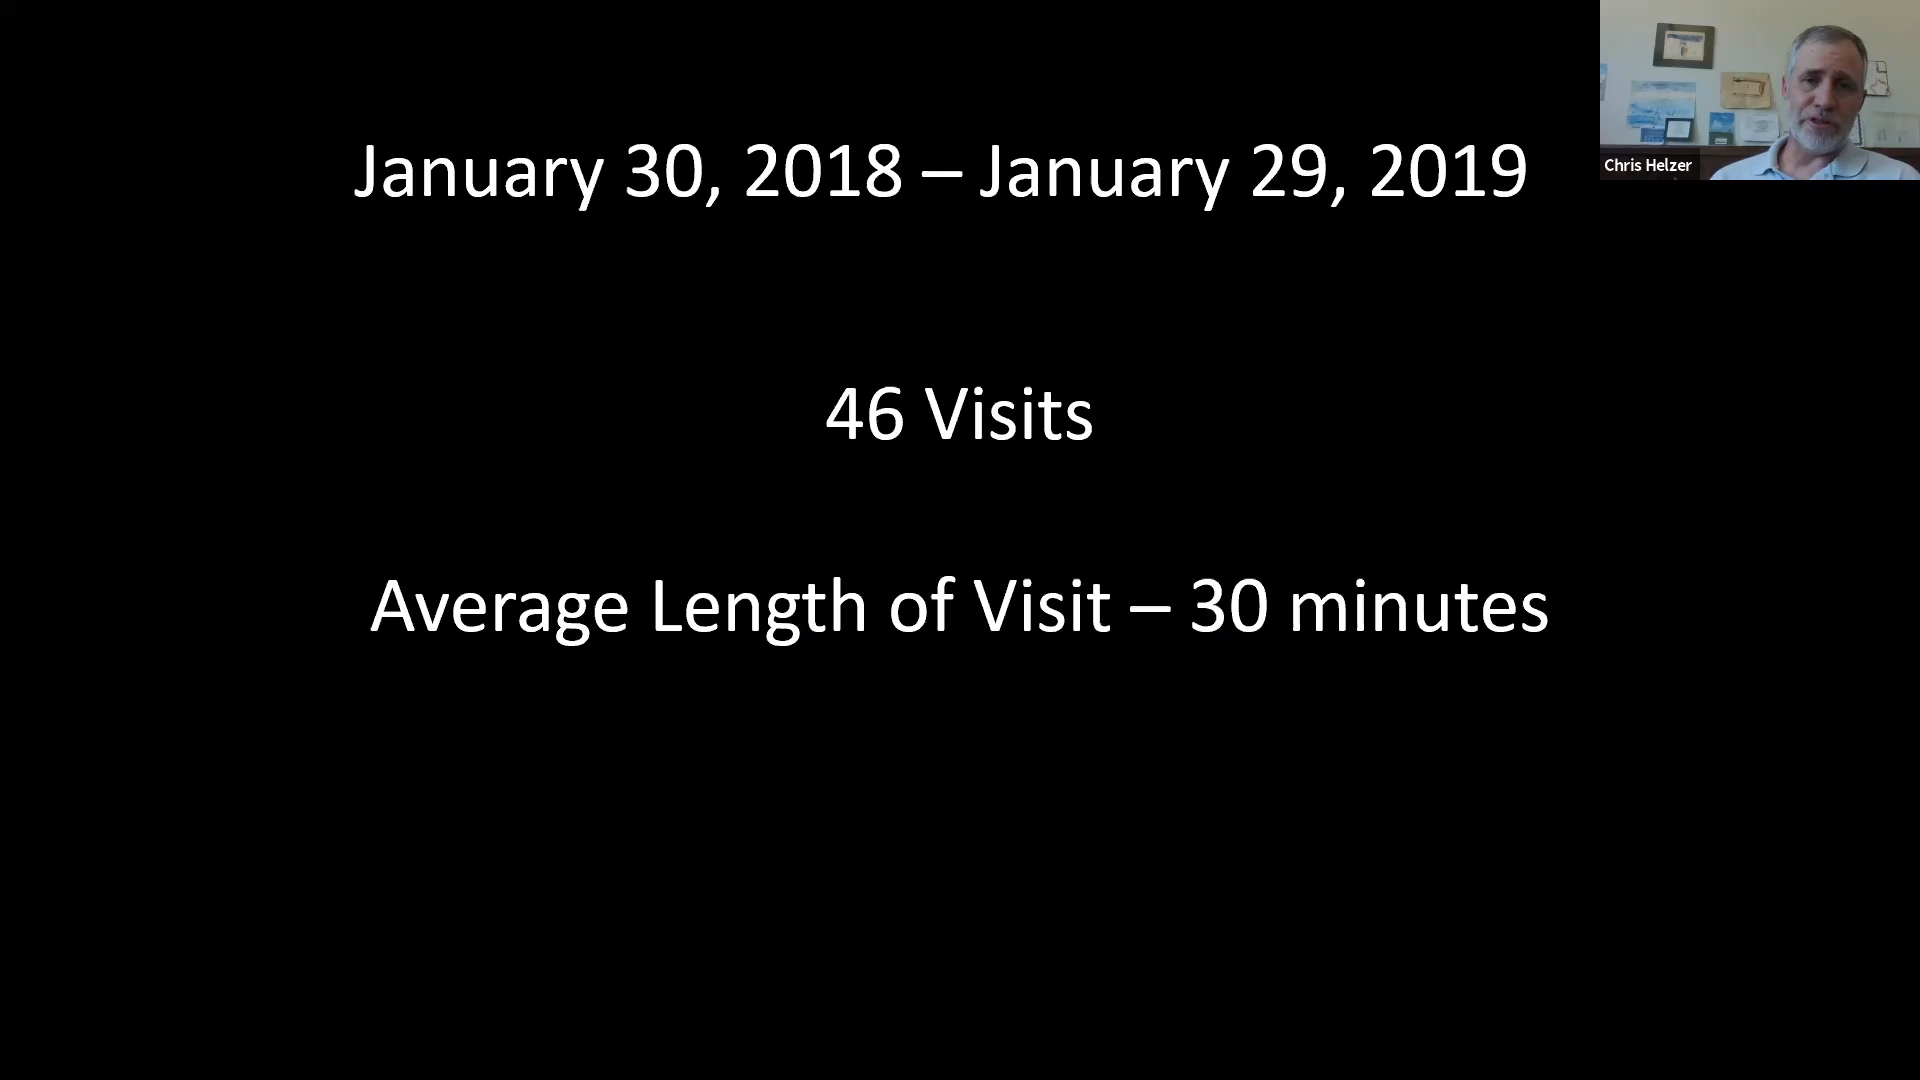 January 30, 2018 – January 29, 2019
Chris Helzer
46 Visits
Average Length of Visit – 30 minutes